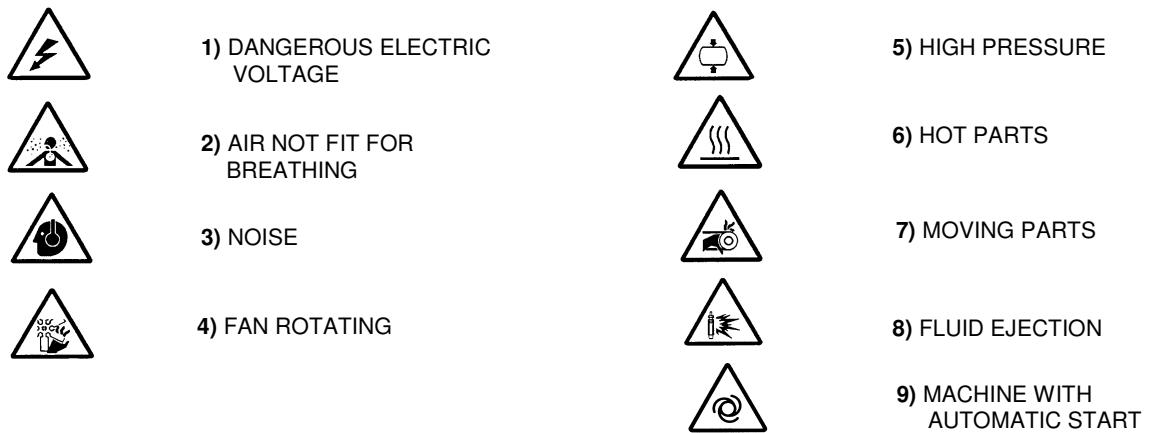 1) DANGEROUS ELECTRIC
VOLTAGE
2) AIR NOT FIT FOR
BREATHING
3) NOISE
4) FAN ROTATING
5) HIGH PRESSURE
6) HOT PARTS
7) MOVING PARTS
8) FLUID EJECTION
9) MACHINE WITH
AUTOMATIC START